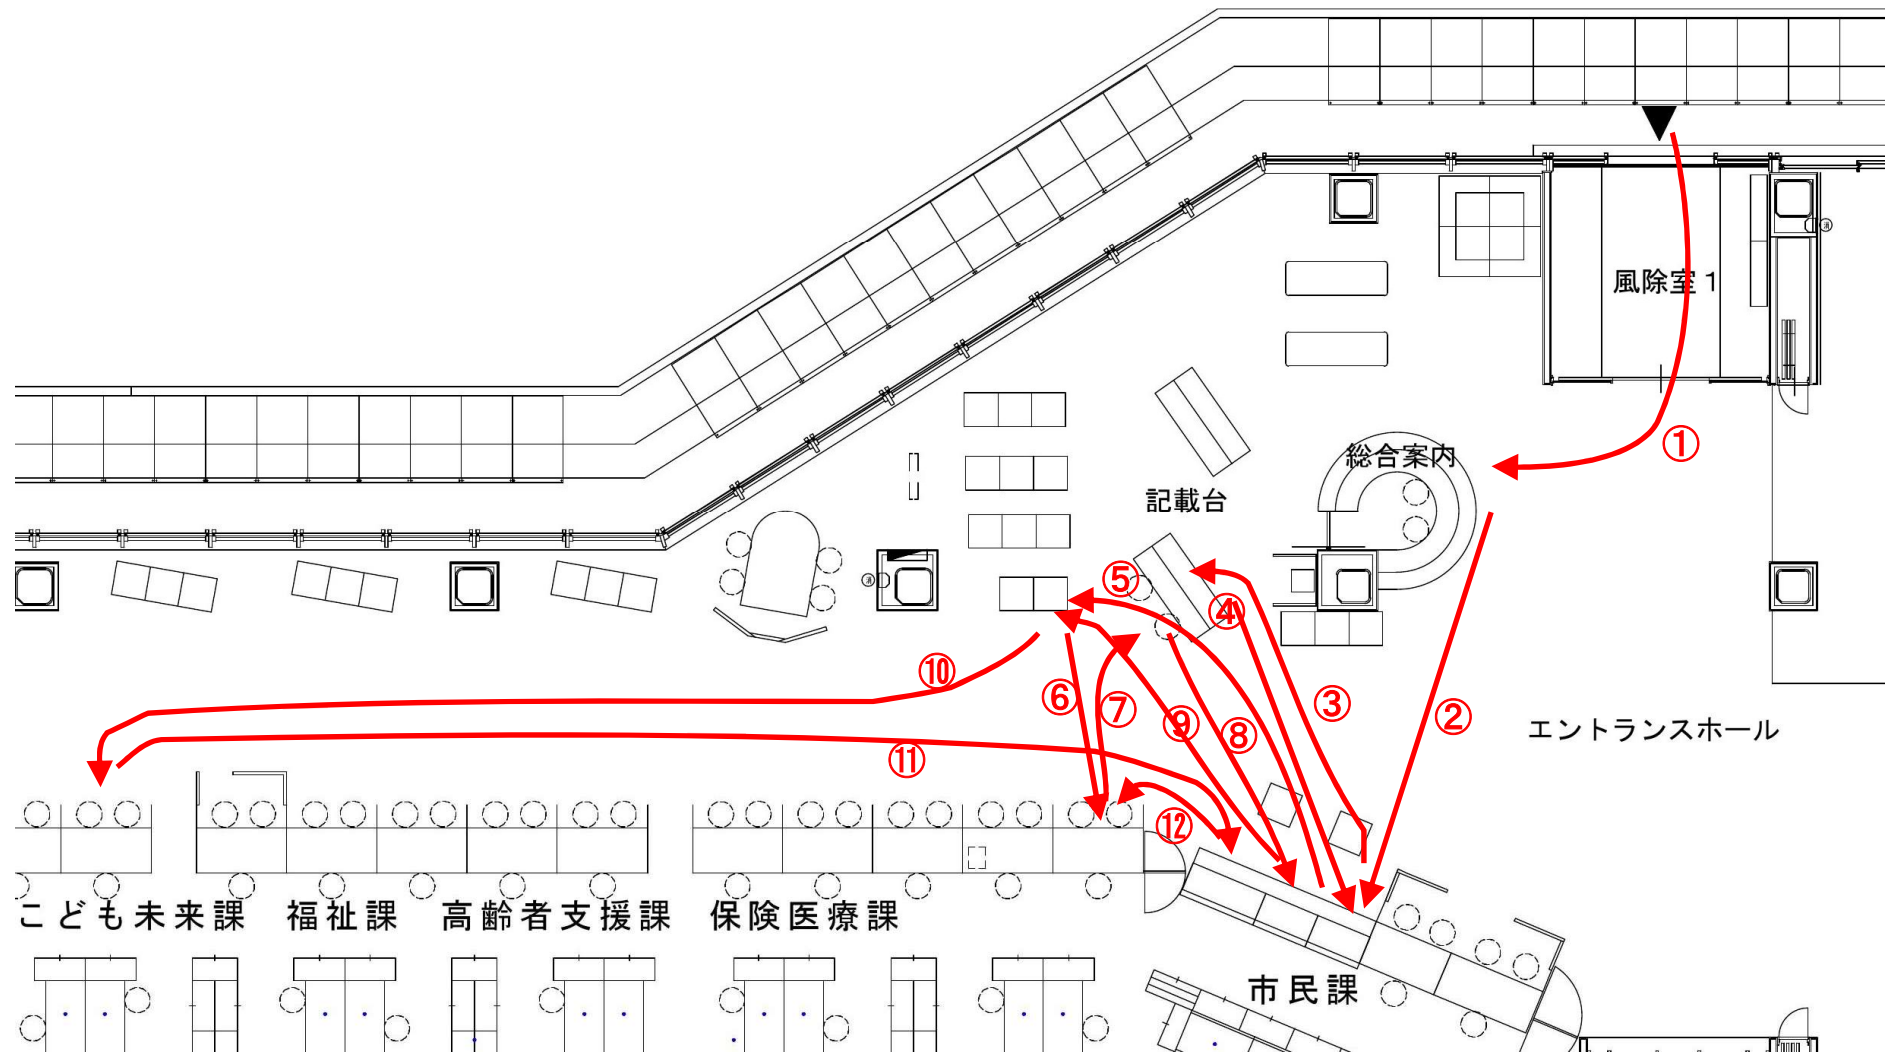 風除室1
①
総合案内
記載台
⑤
④
⑩
⑥
⑦
⑨
⑧
③
②
エントランスホール
⑪
⑫
こども未来課
福祉課
高齢者支援課
保険医療課
市民課